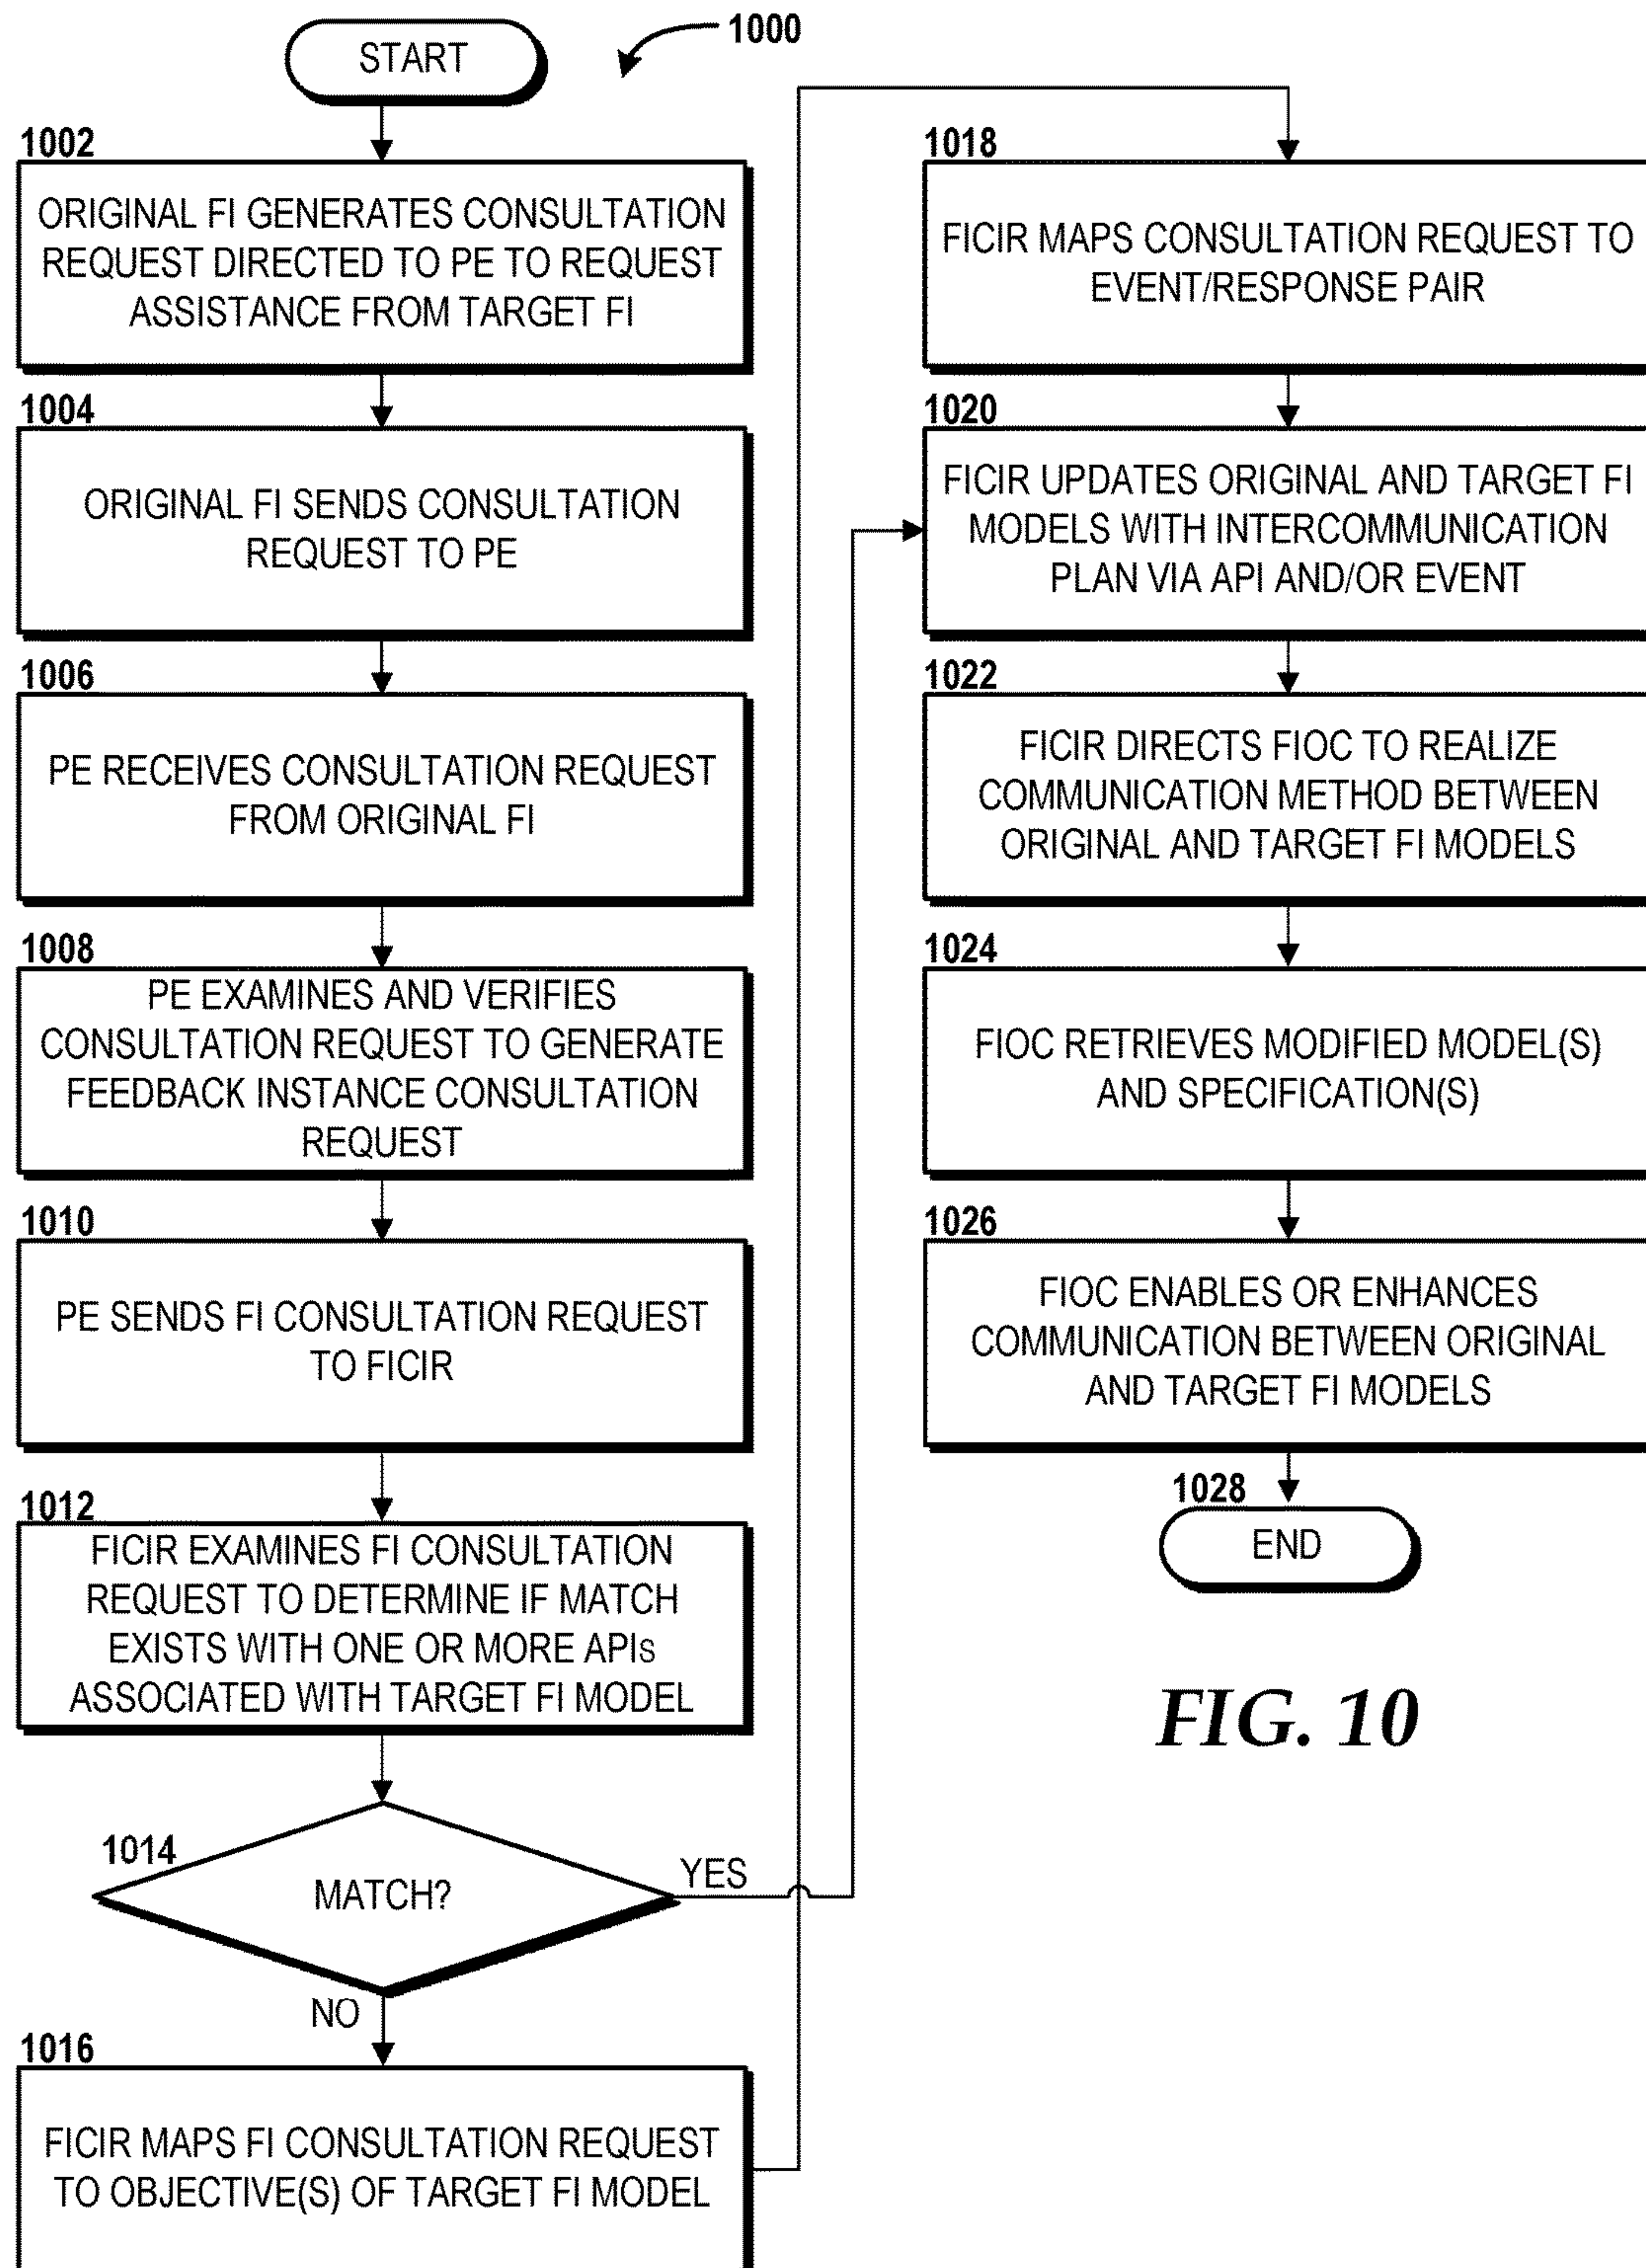 START
1000
1002
ORIGINAL FI GENERATES CONSULTATION
REQUEST DIRECTED TO PE TO REQUEST
ASSISTANCE FROM TARGET FI
1004
ORIGINAL FI SENDS CONSULTATION
REQUEST TO PE
1006
PE RECEIVES CONSULTATION REQUEST
FROM ORIGINAL FI
1008
PE EXAMINES AND VERIFIES
CONSULTATION REQUEST TO GENERATE
FEEDBACK INSTANCE CONSULTATION
REQUEST
1010
PE SENDS FI CONSULTATION REQUEST
TO FICIR
1012
FICIR EXAMINES FI CONSULTATION
REQUEST TO DETERMINE IF MATCH
EXISTS WITH ONE OR MORE APIs
ASSOCIATED WITH TARGET FI MODEL
1014
MATCH?
YES
NO
1016
FICIR MAPS FI CONSULTATION REQUEST
TO OBJECTIVE(S) OF TARGET FI MODEL
1018
FICIR MAPS CONSULTATION REQUEST TO
EVENT/RESPONSE PAIR
1020
FICIR UPDATES ORIGINAL AND TARGET FI
MODELS WITH INTERCOMMUNICATION
PLAN VIA API AND/OR EVENT
1022
FICIR DIRECTS FIOC TO REALIZE
COMMUNICATION METHOD BETWEEN
ORIGINAL AND TARGET FI MODELS
1024
FIOC RETRIEVES MODIFIED MODEL(S)
AND SPECIFICATION(S)
1026
FIOC ENABLES OR ENHANCES
COMMUNICATION BETWEEN ORIGINAL
AND TARGET FI MODELS
1028
END
FIG. 10